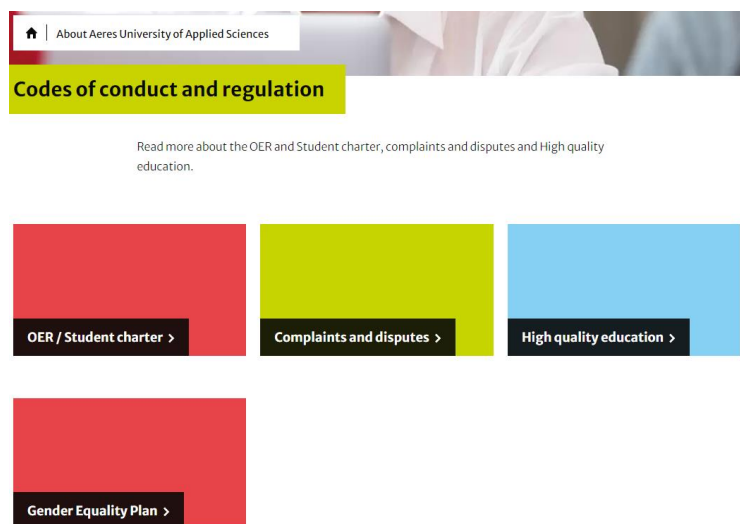 About Aeres University of Applied Sciences
Codes of conduct and regulation
Read more about the OER and Student charter, complaints and disputes and High quality
education.
OER / Student charter >
Complaints and disputes >
High quality education >
Gender Equality Plan >